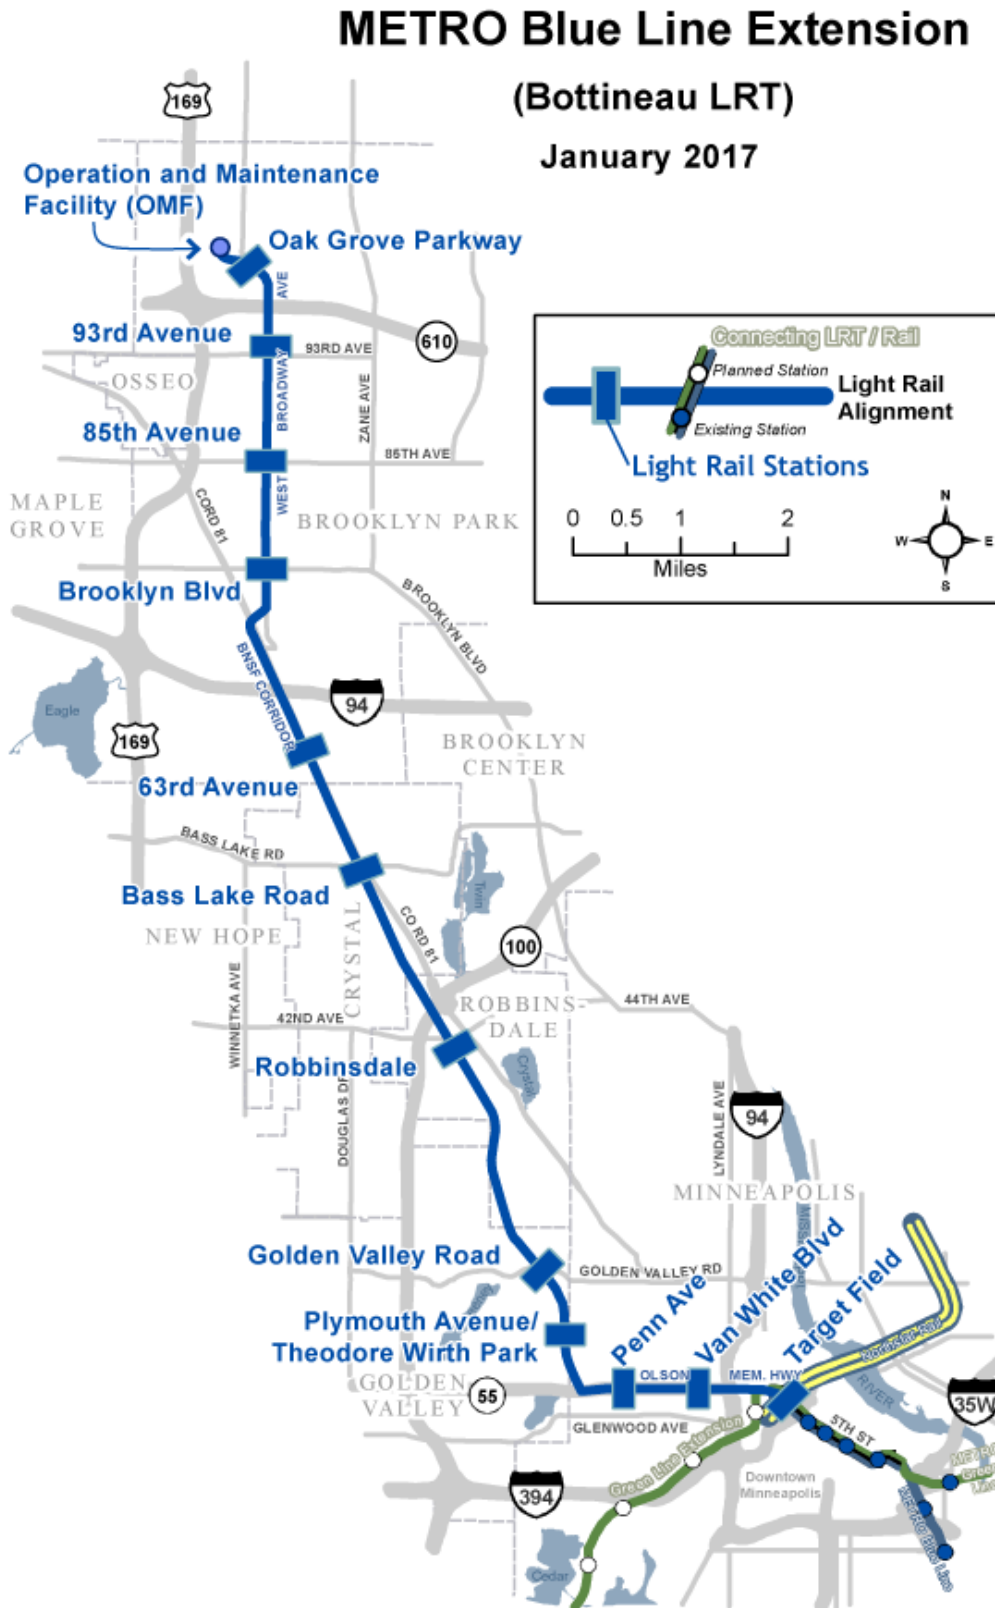 METRO Blue Line Extension
(Bottineau LRT)
January 2017
169
Operation and Maintenance
Facility (OMF)
Oak Grove Parkway
AVE
93rd Avenue
93RD AVE
610
OSSEO
BROADWAY
ZANE AVE
85th Avenue
85TH AVE
WEST
MAPLE
GROVE
CORD 81
BROOKLYN PARK
Brooklyn Blvd
BROOKLYN BLVD
BNSF CORRIDOR
Connecting LRT / Rail
Planned Station
Light Rail
Alignment
Existing Station
Light Rail Stations
0 0.5 1 2
Miles
N
W E
S
Eagle
94
169
BROOKLYN
CENTER
63rd Avenue
BASS LAKE RD
Bass Lake Road
Twin
NEW HOPE
CRYSTAL
CO RD 81
100
WINNETKA AVE
ROBBINS-
DALE
44TH AVE
42ND AVE
Robbinsdale
Crystal
DOUGLAS DR
LYNDALE AVE
94
MINNEAPOLIS
Golden Valley Road
GOLDEN VALLEY RD
Plymouth Avenue/
Theodore Wirth Park
Penn Ave
Van White Blvd
Target Field
OLSON MEM. HWY
GOLDEN
VALLEY
55
GLENWOOD AVE
RIVER
35W
5TH ST
Green Line Extension
Downtown
Minneapolis
394
METRO
Green
Line
METRO Blue Line
Cedar